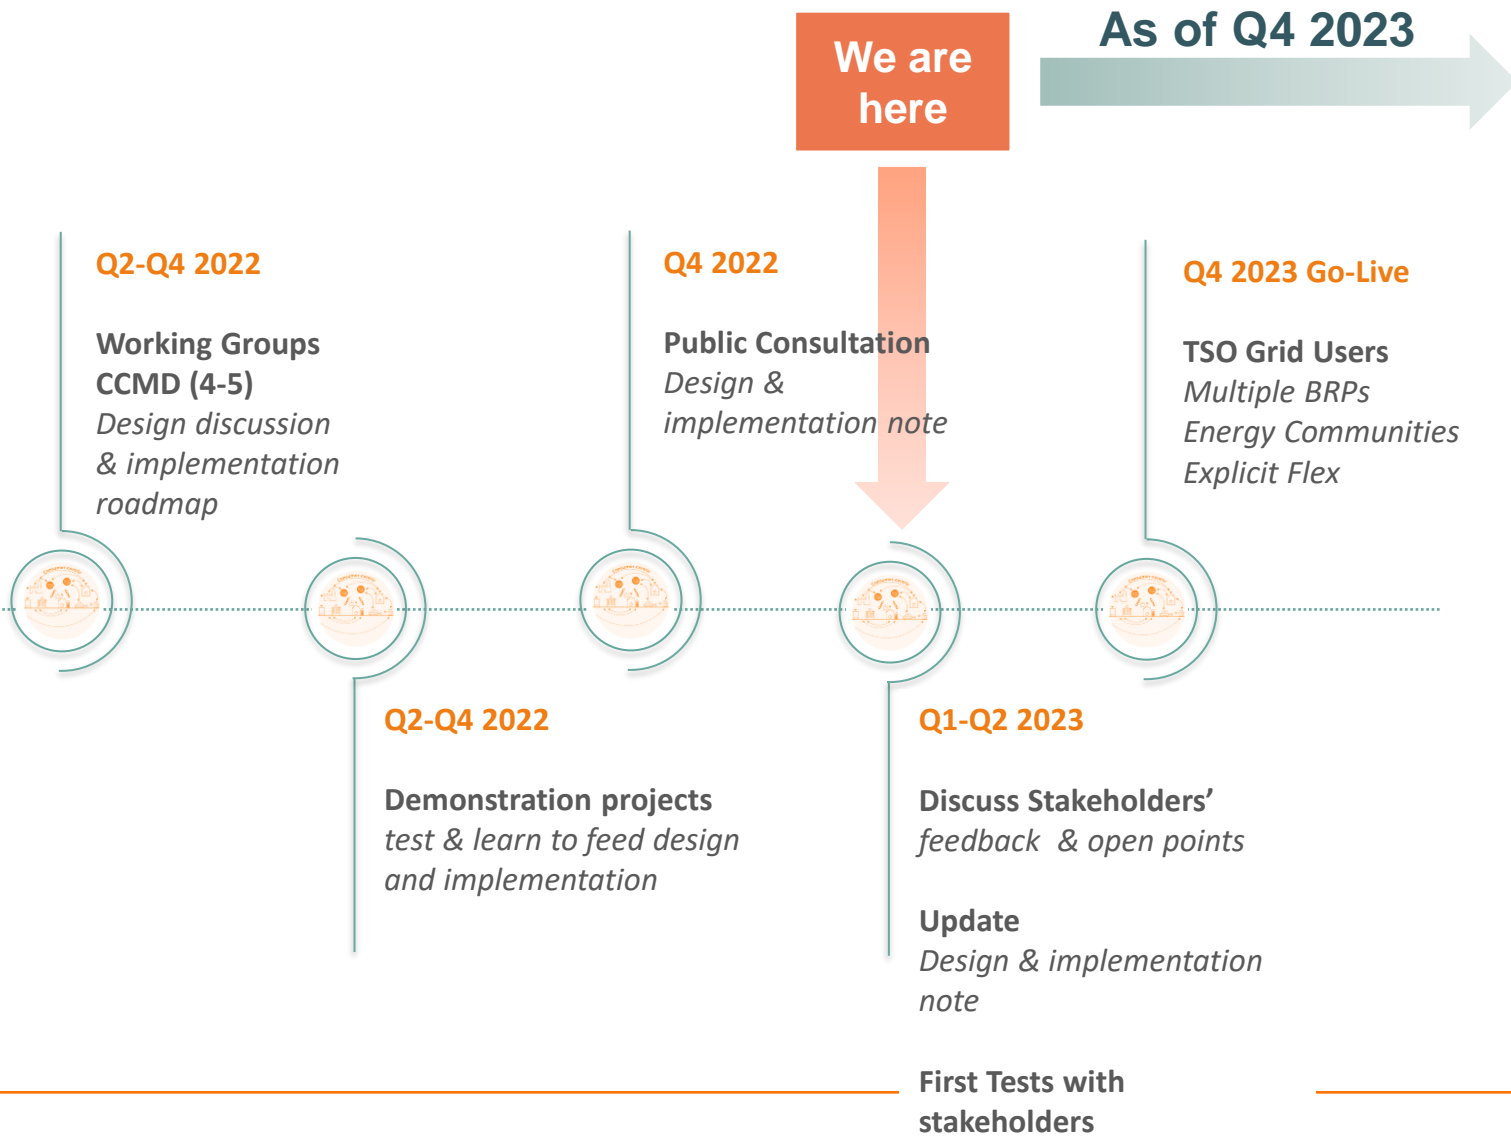 We are
here
As of Q4 2023
Q2-Q4 2022
Working Groups
CCMD (4-5)
Design discussion
& implementation
roadmap
Q4 2022
Public Consultation
Design &
implementation note
Q4 2023 Go-Live
TSO Grid Users
Multiple BRPs
Energy Communities
Explicit Flex
Q2-Q4 2022
Demonstration projects
test & learn to feed design
and implementation
Q1-Q2 2023
Discuss Stakeholders’
feedback & open points
Update
Design & implementation
note
First Tests with
stakeholders